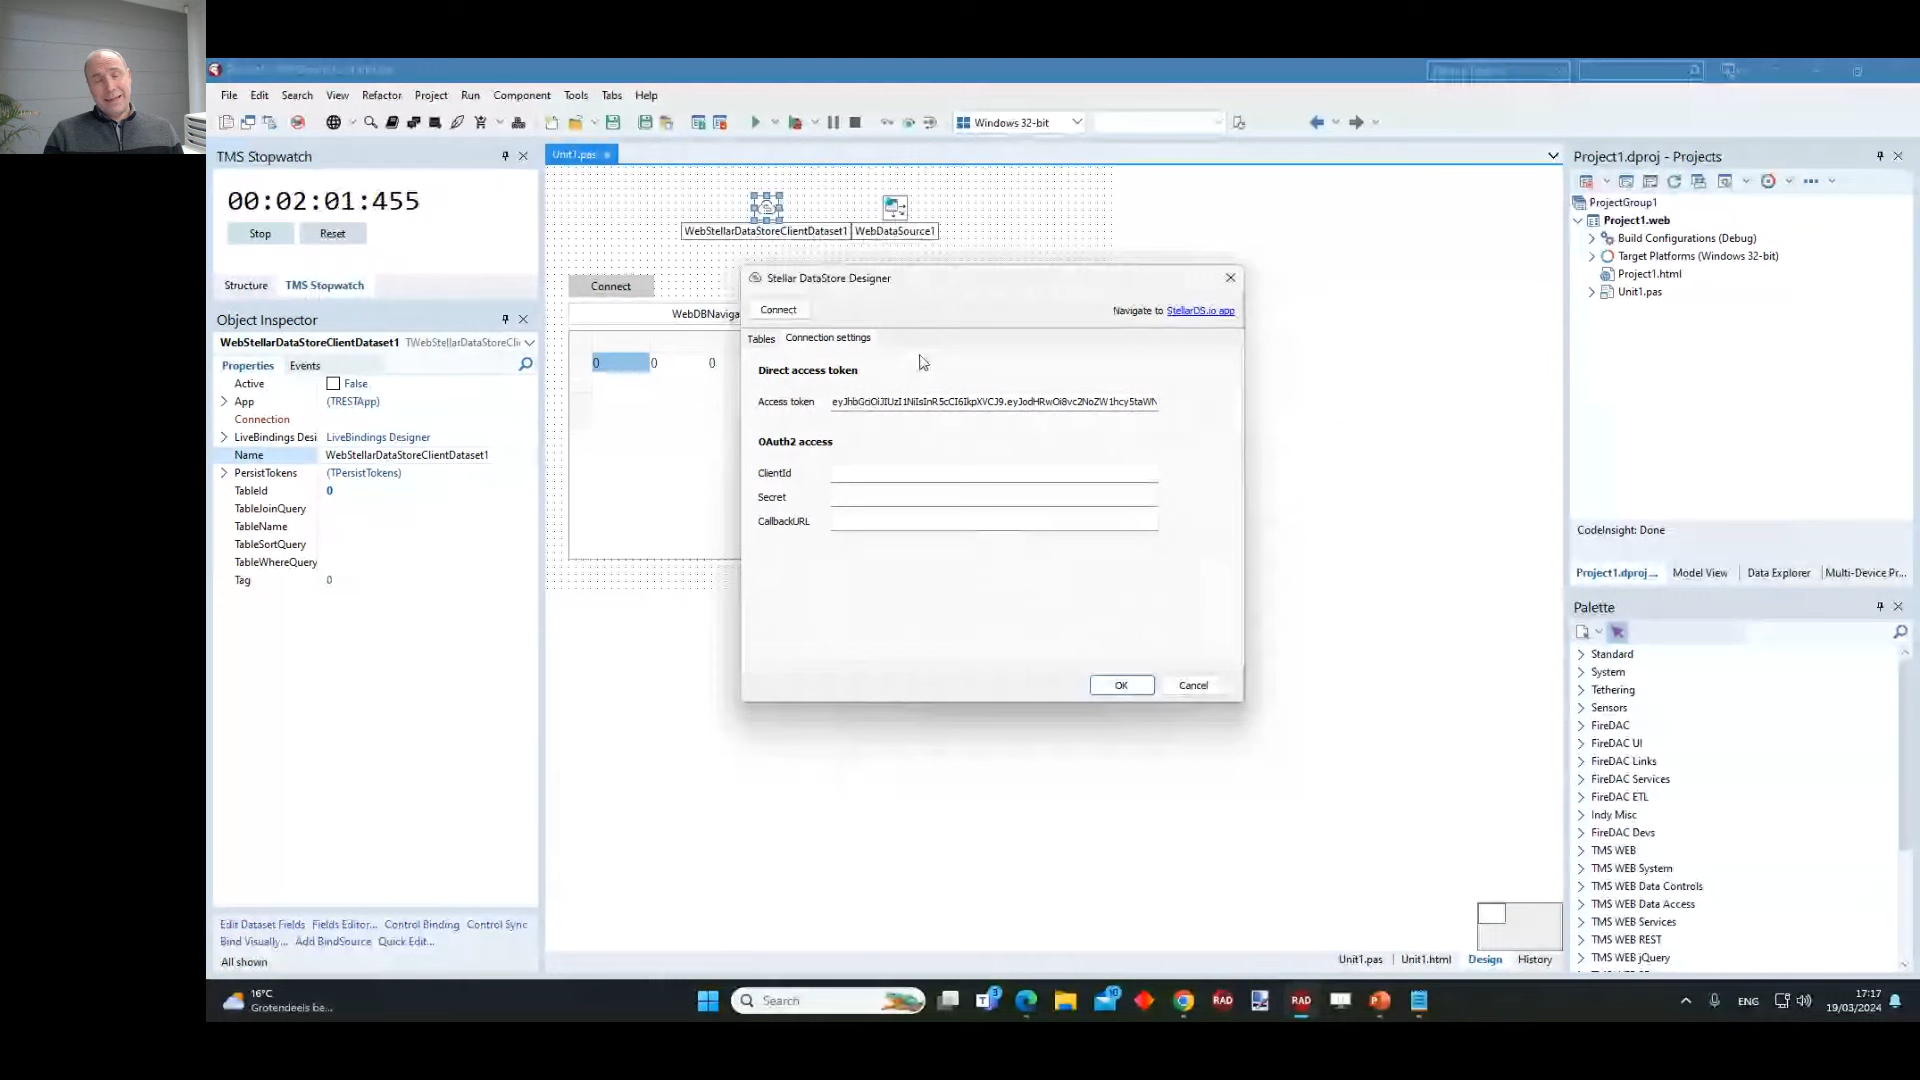 File Edit Search View Refactor Project Run Component Tools Tabs Help
Windows 32-bit
TMS Stopwatch
00:02:01:455
Stop Reset
Structure TMS Stopwatch
Object Inspector
WebStellarDataStoreClientDataset1 TWebStellarDataStoreCli
Properties Events
Active False
App (TRESTApp)
Connection
LiveBindings Desi LiveBindings Designer
Name WebStellarDataStoreClientDataset1
PersistTokens (TPersistTokens)
TableId 0
TableJoinQuery
TableName
TableSortQuery
TableWhereQuery
Tag 0
Edit Dataset Fields Fields Editor... Control Binding Control Sync
Bind Visually... Add BindSource Quick Edit...
All shown
Unit1.pas
WebStellarDataStoreClientDataset1 WebDataSource1
Connect
WebDBNaviga
0 0 0
Stellar DataStore Designer
Connect
Navigate to StellarDS.io app
Tables Connection settings
Direct access token
Access token
OAuth2 access
ClientId
Secret
CallbackURL
OK Cancel
Unit1.pas Unit1.html Design History
Project1.dproj - Projects
ProjectGroup1
Project1.web
Build Configurations (Debug)
Target Platforms (Windows 32-bit)
Project1.html
Unit1.pas
CodeInsight: Done
Project1.dproj... Model View Data Explorer Multi-Device Pr...
Palette
Standard
System
Tethering
Sensors
FireDAC
FireDAC UI
FireDAC Links
FireDAC Services
FireDAC ETL
Indy Misc
FireDAC Devs
TMS WEB
TMS WEB System
TMS WEB Data Controls
TMS WEB Data Access
TMS WEB Services
TMS WEB REST
TMS WEB jQuery
16°C
Grotendeels be...
Search
3
10
RAD
RAD
ENG
17:17
19/03/2024